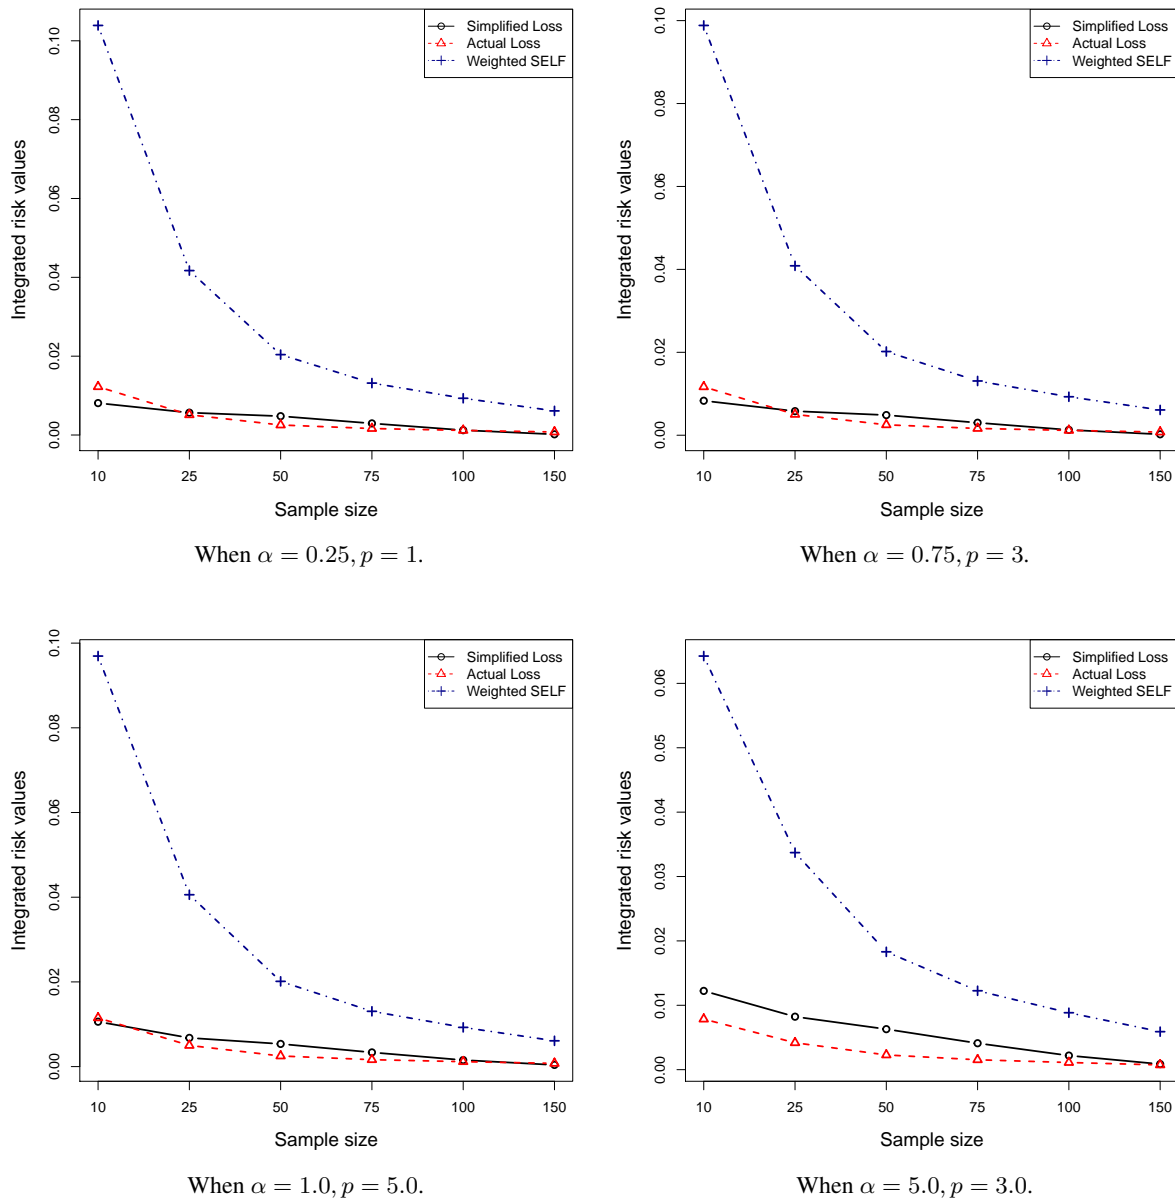 Simplified Loss
Actual Loss
Weighted SELF
Integrated risk values
0.10
0.08
0.06
0.04
0.02
0.00
10 25 50 75 100 150
Sample size
When α = 0.25, p = 1.
Simplified Loss
Actual Loss
Weighted SELF
Integrated risk values
0.10
0.08
0.06
0.04
0.02
0.00
10 25 50 75 100 150
Sample size
When α = 0.75, p = 3.
Simplified Loss
Actual Loss
Weighted SELF
Integrated risk values
0.10
0.08
0.06
0.04
0.02
0.00
10 25 50 75 100 150
Sample size
When α = 1.0, p = 5.0.
Simplified Loss
Actual Loss
Weighted SELF
Integrated risk values
0.06
0.05
0.04
0.03
0.02
0.01
0.00
10 25 50 75 100 150
Sample size
When α = 5.0, p = 3.0.